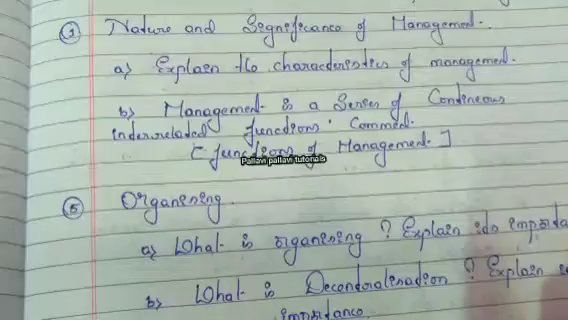 ① Nature and Significance of Management.
a) Explain the characteristics of management.
b) Management is a Series of Contineous
interrelated functions. Comment.
[functions of Management.]
Pallavi pallavi tutorials
⑤ Organising.
a) What is organising? Explain its importa
b) What is Decentralisation? Explain
importance